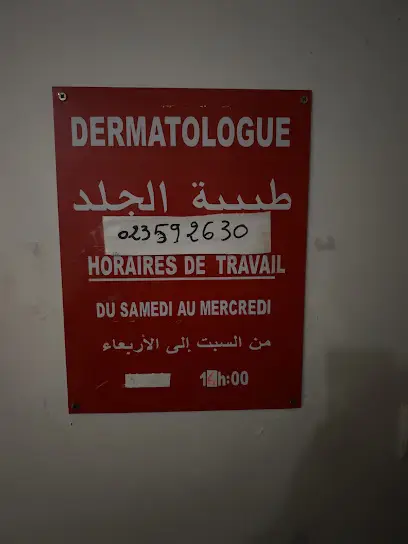 DERMATOLOGUE
طبيبة الجلد
023592630
HORAIRES DE TRAVAIL
DU SAMEDI AU MERCREDI
من السبت إلى الأربعاء